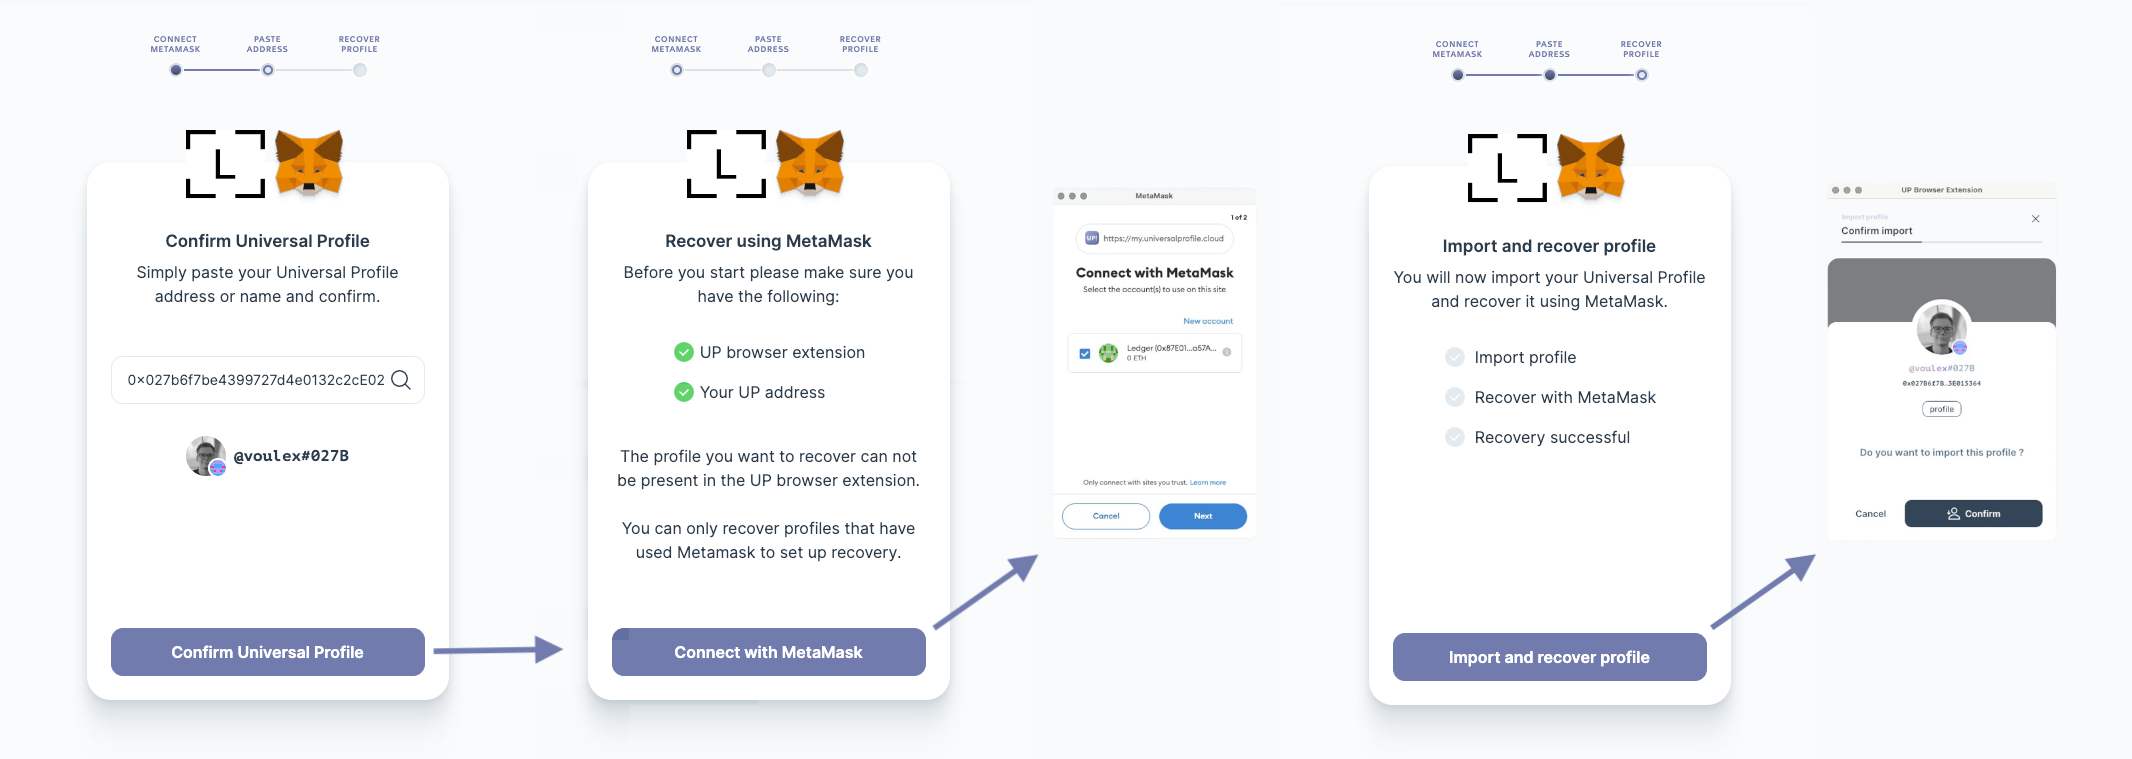 CONNECT
METAMASK
PASTE
ADDRESS
RECOVER
PROFILE
L
Confirm Universal Profile
Simply paste your Universal Profile
address or name and confirm.
0×027b6f7be4399727d4e0132c2cE02
@voulex#027B
Confirm Universal Profile
CONNECT
METAMASK
PASTE
ADDRESS
RECOVER
PROFILE
L
Recover using MetaMask
Before you start please make sure you
have the following:
UP browser extension
Your UP address
The profile you want to recover can not
be present in the UP browser extension.
You can only recover profiles that have
used Metamask to set up recovery.
Connect with MetaMask
MetaMask
1 of 2
UP!
https://my.universalprofile.cloud
Connect with MetaMask
Select the account(s) to use on this site
New account
Ledger (0x87E01...a57A...
0 ETH
Only connect with sites you trust. Learn more
Cancel
Next
CONNECT
METAMASK
PASTE
ADDRESS
RECOVER
PROFILE
L
Import and recover profile
You will now import your Universal Profile
and recover it using MetaMask.
Import profile
Recover with MetaMask
Recovery successful
Import and recover profile
UP Browser Extension
Import profile
Confirm import
@voulex#027B
0x027B6f7B..3E015364
profile
Do you want to import this profile ?
Cancel
Confirm